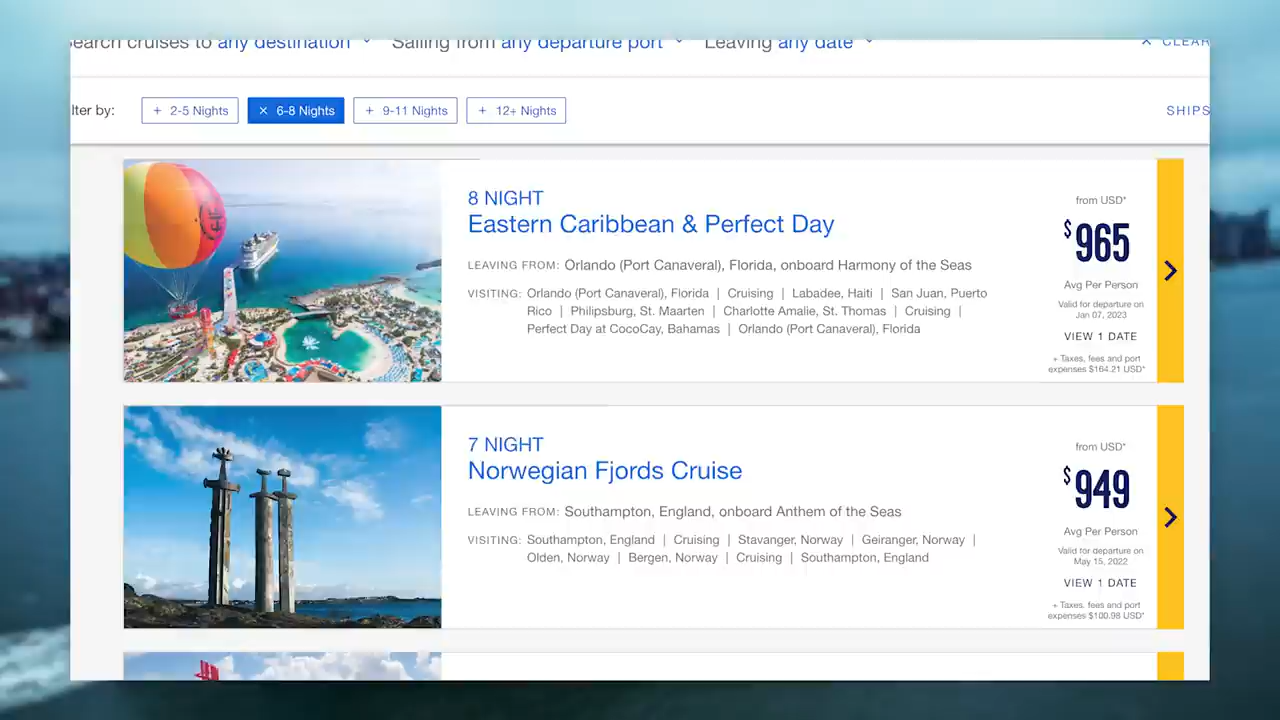 earch cruises to any destination Sailing from any departure port Leaving any date CLEAR
lter by: + 2-5 Nights × 6-8 Nights + 9-11 Nights + 12+ Nights SHIPS
8 NIGHT
Eastern Caribbean & Perfect Day
LEAVING FROM: Orlando (Port Canaveral), Florida, onboard Harmony of the Seas
VISITING: Orlando (Port Canaveral), Florida | Cruising | Labadee, Haiti | San Juan, Puerto
Rico | Philipsburg, St. Maarten | Charlotte Amalie, St. Thomas | Cruising |
Perfect Day at CocoCay, Bahamas | Orlando (Port Canaveral), Florida
from USD*
$965
Avg Per Person
Valid for departure on
Jan 07, 2023
VIEW 1 DATE
+ Taxes, fees and port
expenses $164.21 USD*
7 NIGHT
Norwegian Fjords Cruise
LEAVING FROM: Southampton, England, onboard Anthem of the Seas
VISITING: Southampton, England | Cruising | Stavanger, Norway | Geiranger, Norway |
Olden, Norway | Bergen, Norway | Cruising | Southampton, England
from USD*
$949
Avg Per Person
Valid for departure on
May 15, 2022
VIEW 1 DATE
+ Taxes, fees and port
expenses $100.98 USD*